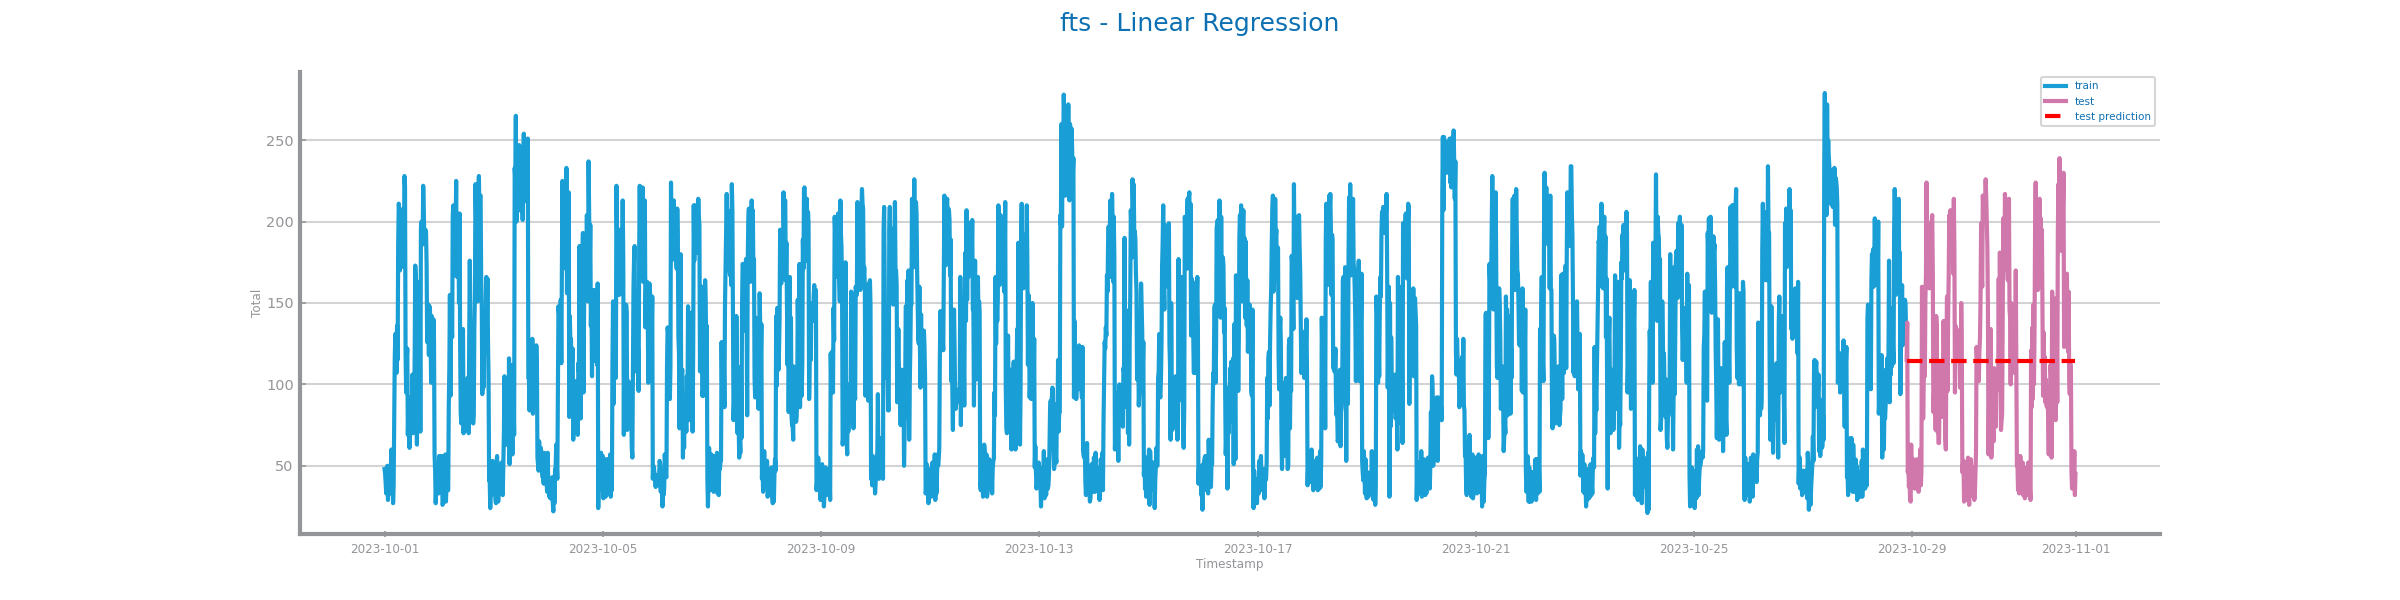 fts - Linear Regression
train
test
test prediction
250
200
150
100
50
Total
2023-10-01
2023-10-05
2023-10-09
2023-10-13
2023-10-17
2023-10-21
2023-10-25
2023-10-29
2023-11-01
Timestamp